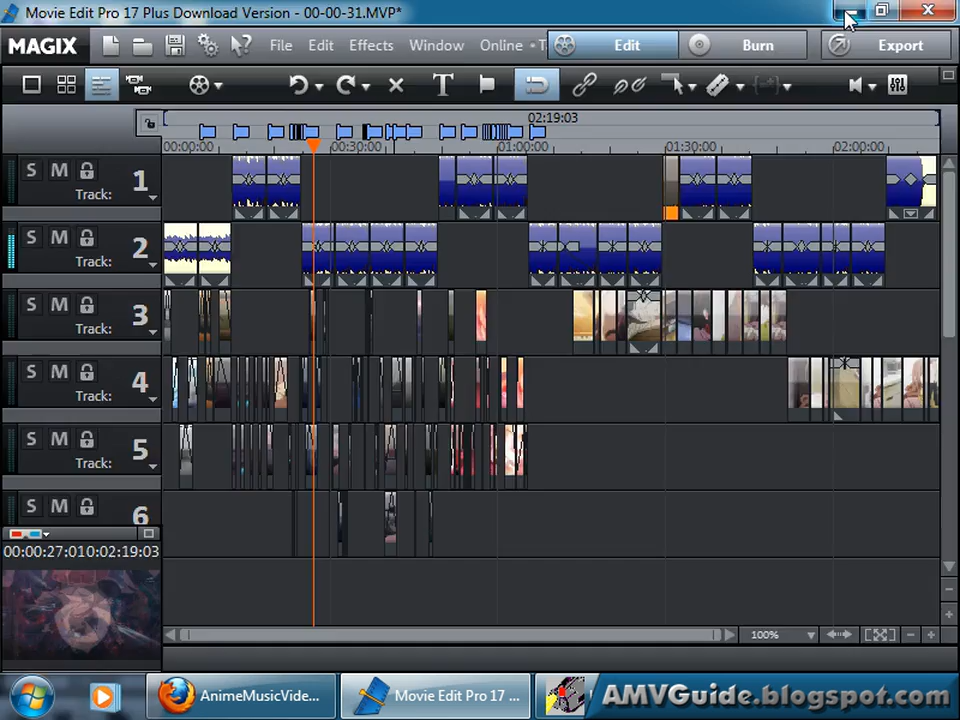 Movie Edit Pro 17 Plus Download Version - 00-00-31.MVP*
MAGIX File Edit Effects Window Online • T Edit Burn Export
02:19:03
00:00:00 00:30:00 01:00:00 01:30:00 02:00:00
S M 1
Track:
S M 2
Track:
S M 3
Track:
S M 4
Track:
S M 5
Track:
S M 6
00:00:27:01 0:02:19:03
100%
AnimeMusicVide... Movie Edit Pro 17 ... AMVGuide.blogspot.com